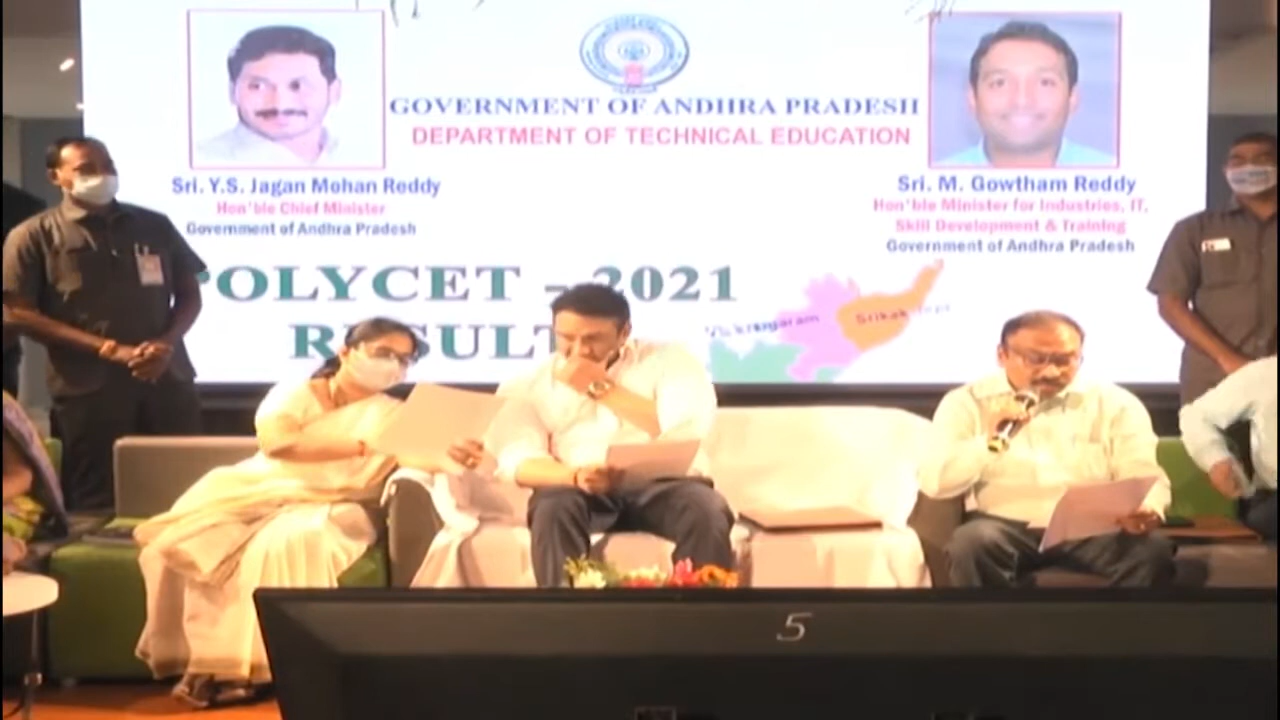 GOVERNMENT OF ANDHRA PRADESH
DEPARTMENT OF TECHNICAL EDUCATION
Sri. Y.S. Jagan Mohan Reddy
Hon'ble Chief Minister
Government of Andhra Pradesh
Sri. M. Gowtham Reddy
Hon'ble Minister for Industries, IT,
Skill Development & Training
Government of Andhra Pradesh
OLYCET - 2021
R SULT
5